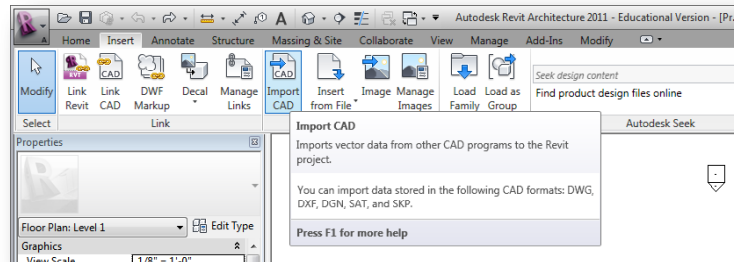 Autodesk Revit Architecture 2011 - Educational Version - [Pr
Home Insert Annotate Structure Massing & Site Collaborate View Manage Add-Ins Modify
Modify
Link Revit
Link CAD
DWF Markup
Decal
Manage Links
Import CAD
Insert from File
Image
Manage Images
Load Family
Load as Group
Seek design content
Find product design files online
Select
Link
Autodesk Seek
Properties
Import CAD
Imports vector data from other CAD programs to the Revit
project.
You can import data stored in the following CAD formats: DWG,
DXF, DGN, SAT, and SKP.
Press F1 for more help
Floor Plan: Level 1
Edit Type
Graphics
View Scale
1/8" = 1'-0"